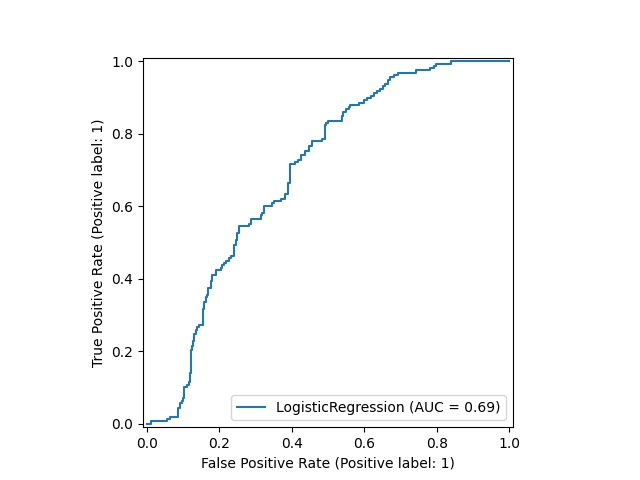 1.0
0.8
0.6
0.4
0.2
0.0
True Positive Rate (Positive label: 1)
LogisticRegression (AUC = 0.69)
0.0 0.2 0.4 0.6 0.8 1.0
False Positive Rate (Positive label: 1)